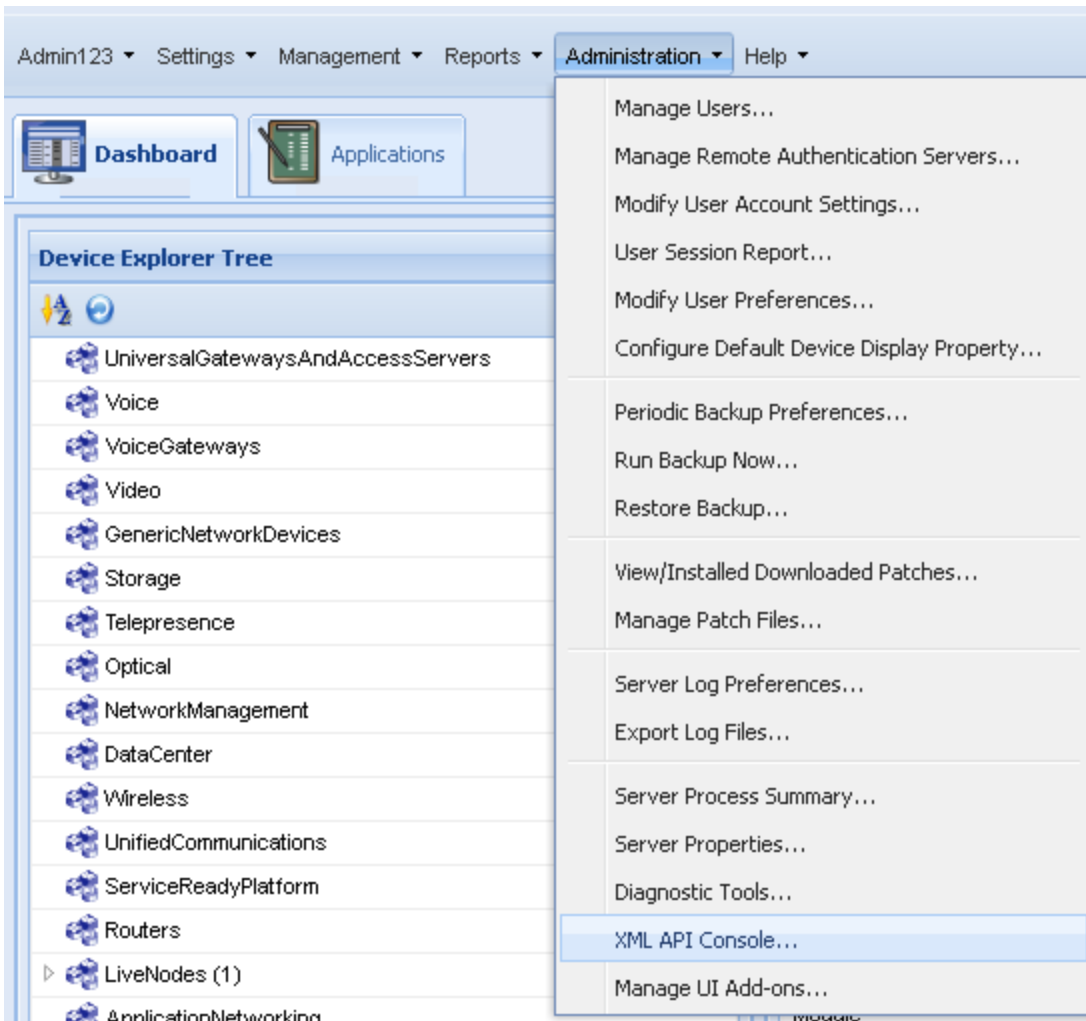 Admin123 Settings Management Reports Administration Help
Dashboard
Applications
Device Explorer Tree
UniversalGatewaysAndAccessServers
Voice
VoiceGateways
Video
GenericNetworkDevices
Storage
Telepresence
Optical
NetworkManagement
DataCenter
Wireless
UnifiedCommunications
ServiceReadyPlatform
Routers
LiveNodes (1)
ApplicationNetworking
Manage Users...
Manage Remote Authentication Servers...
Modify User Account Settings...
User Session Report...
Modify User Preferences...
Configure Default Device Display Property...
Periodic Backup Preferences...
Run Backup Now...
Restore Backup...
View/Installed Downloaded Patches...
Manage Patch Files...
Server Log Preferences...
Export Log Files...
Server Process Summary...
Server Properties...
Diagnostic Tools...
XML API Console...
Manage UI Add-ons...
Module